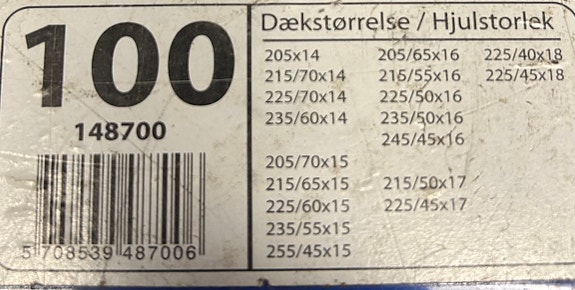 100
148700
5 708539 487006
Dækstørrelse / Hjulstorlek
205x14 205/65x16 225/40x18
215/70x14 215/55x16 225/45x18
225/70x14 225/50x16
235/60x14 235/50x16
245/45x16
205/70x15
215/65x15 215/50x17
225/60x15 225/45x17
235/55x15
255/45x15